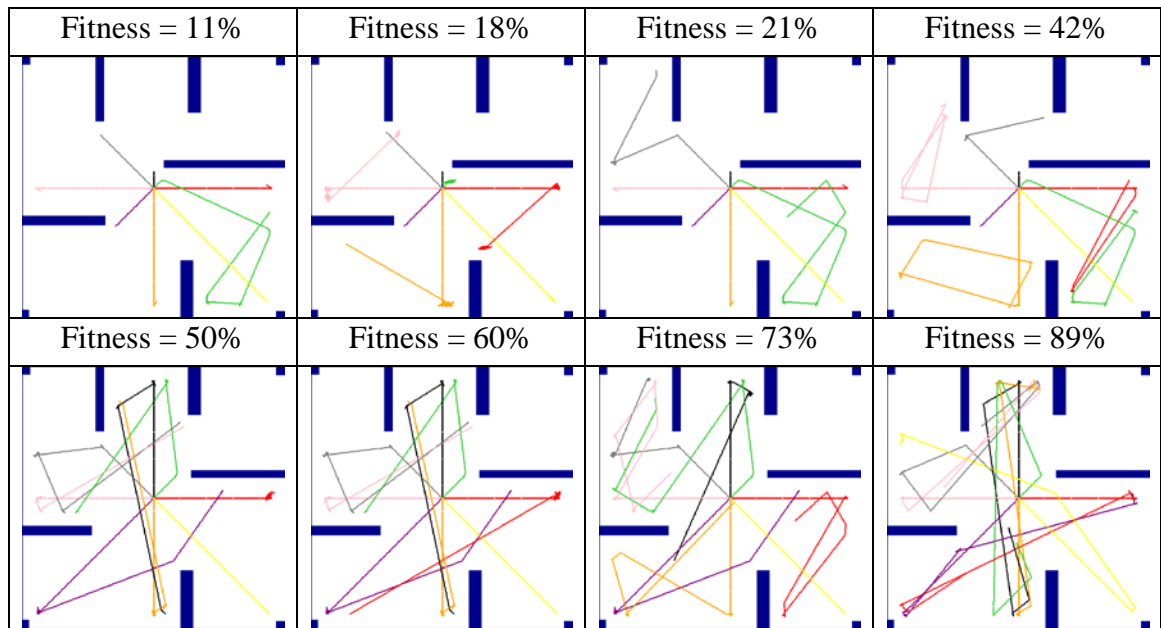 Fitness = 11%
Fitness = 18%
Fitness = 21%
Fitness = 42%
Fitness = 50%
Fitness = 60%
Fitness = 73%
Fitness = 89%